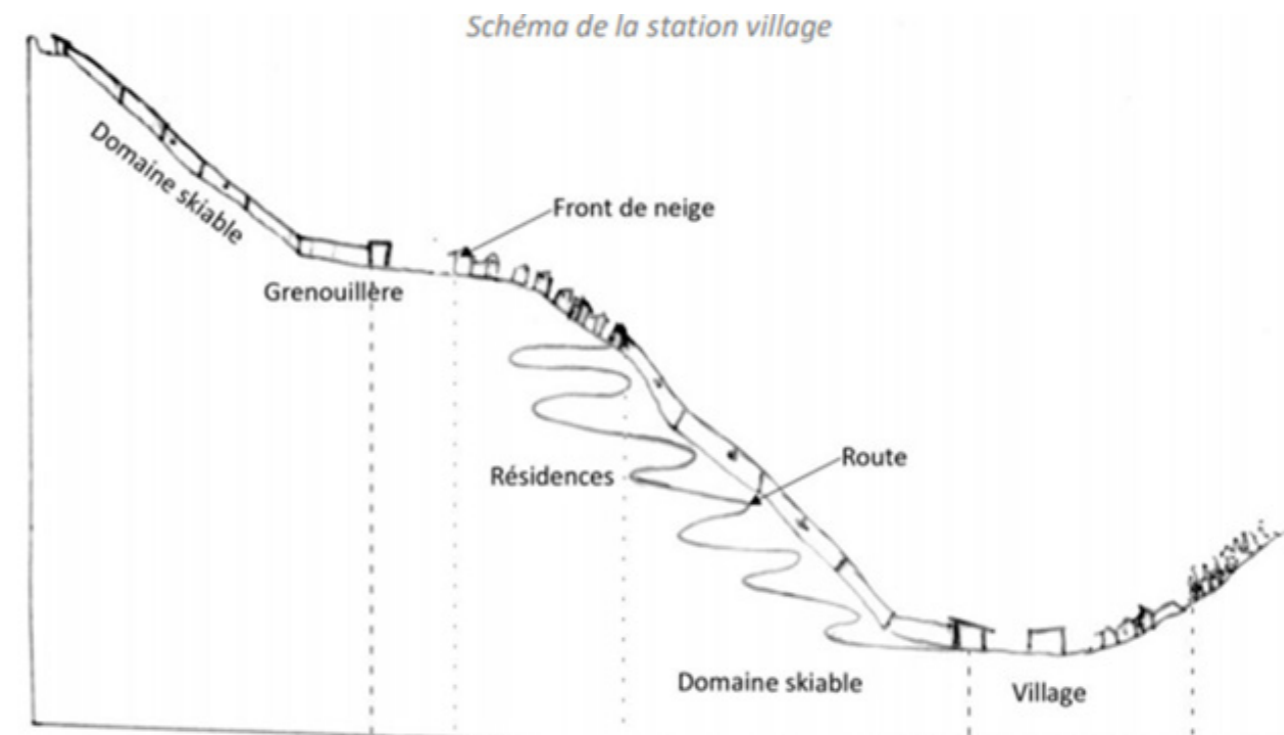 Schéma de la station village
Domaine skiable
Front de neige
Grenouillère
Route
Résidences
Domaine skiable
Village